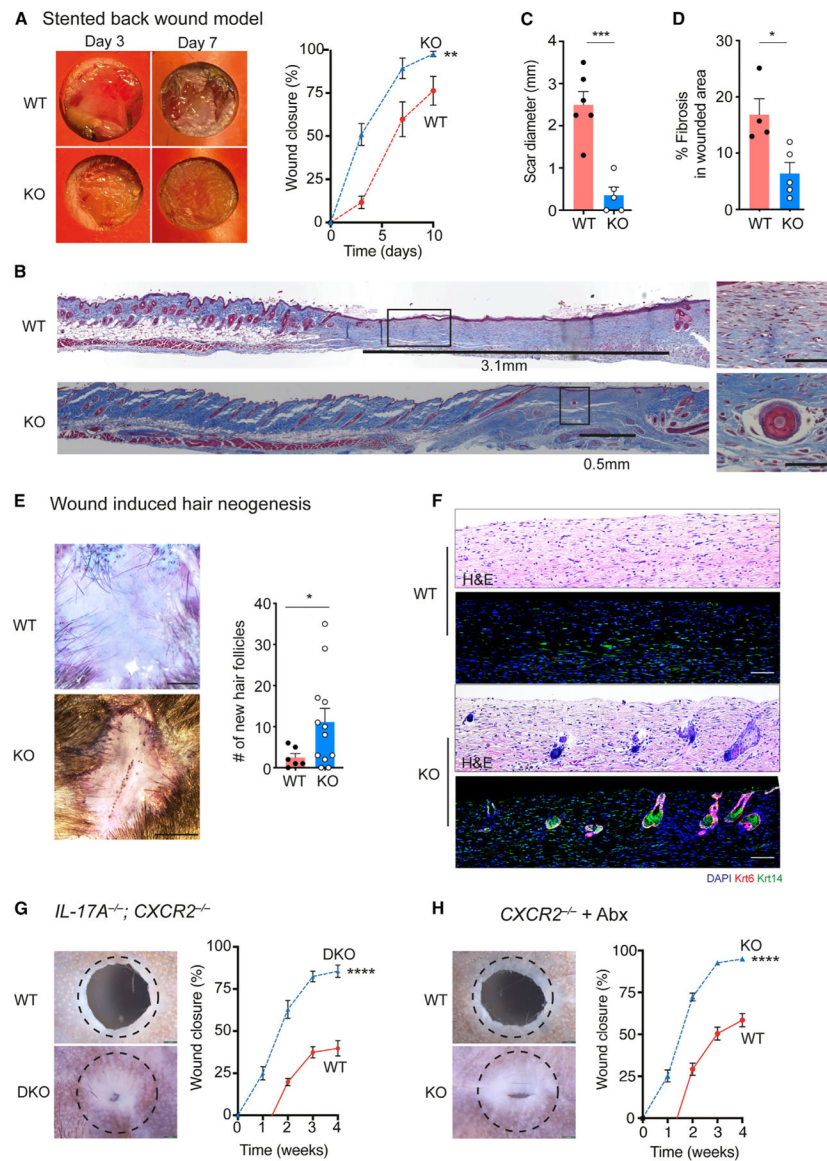 A Stented back wound model
Day 3 Day 7
WT
KO
Wound closure (%)
100
75
50
25
0
0 5 10
Time (days)
KO
**
WT
C
***
Scar diameter (mm)
4
3
2
1
0
WT KO
D
*
% Fibrosis
in wounded area
30
20
10
0
WT KO
B
WT
3.1mm
KO
0.5mm
E Wound induced hair neogenesis
WT
KO
*
# of new hair follicles
40
30
20
10
0
WT KO
F
WT
H&E
KO
H&E
DAPI Krt6 Krt14
G IL-17A–/–; CXCR2–/–
WT
DKO
Wound closure (%)
100
75
50
25
0
0 1 2 3 4
Time (weeks)
DKO
****
WT
H CXCR2–/– + Abx
WT
KO
Wound closure (%)
100
75
50
25
0
0 1 2 3 4
Time (weeks)
KO
****
WT